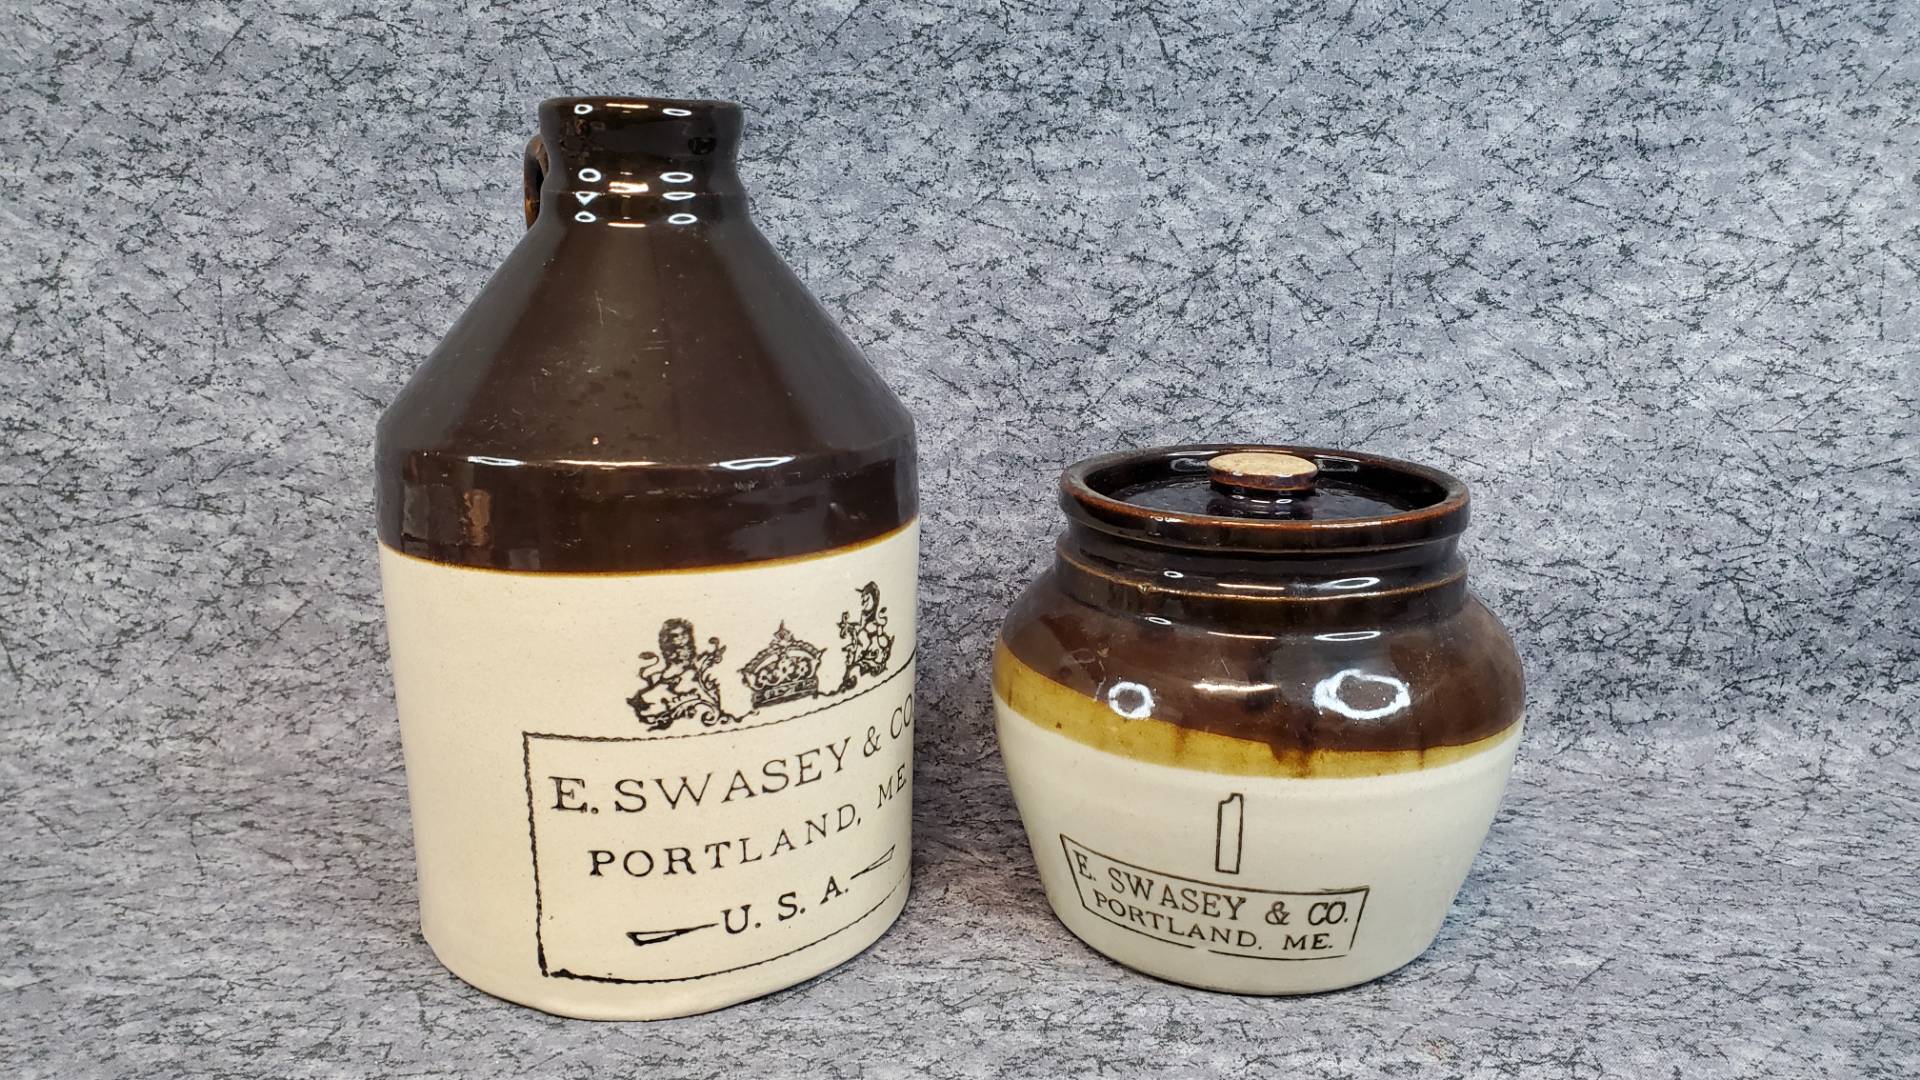 E. SWASEY & CO.
PORTLAND, ME.
U. S. A.
1
E. SWASEY & CO.
PORTLAND, ME.